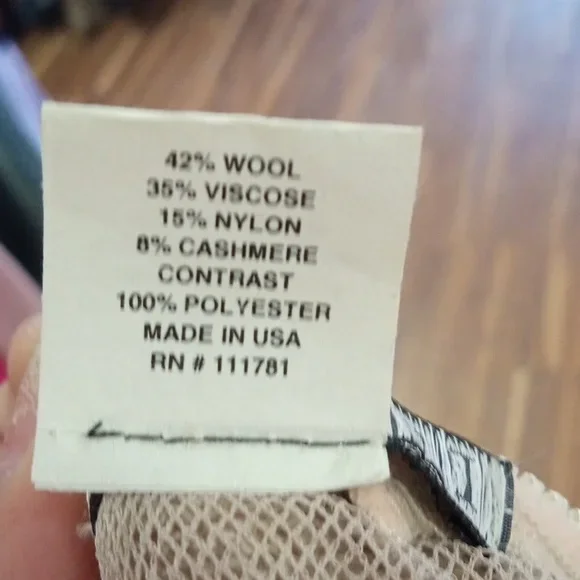 42% WOOL
35% VISCOSE
15% NYLON
8% CASHMERE
CONTRAST
100% POLYESTER
MADE IN USA
RN # 111781